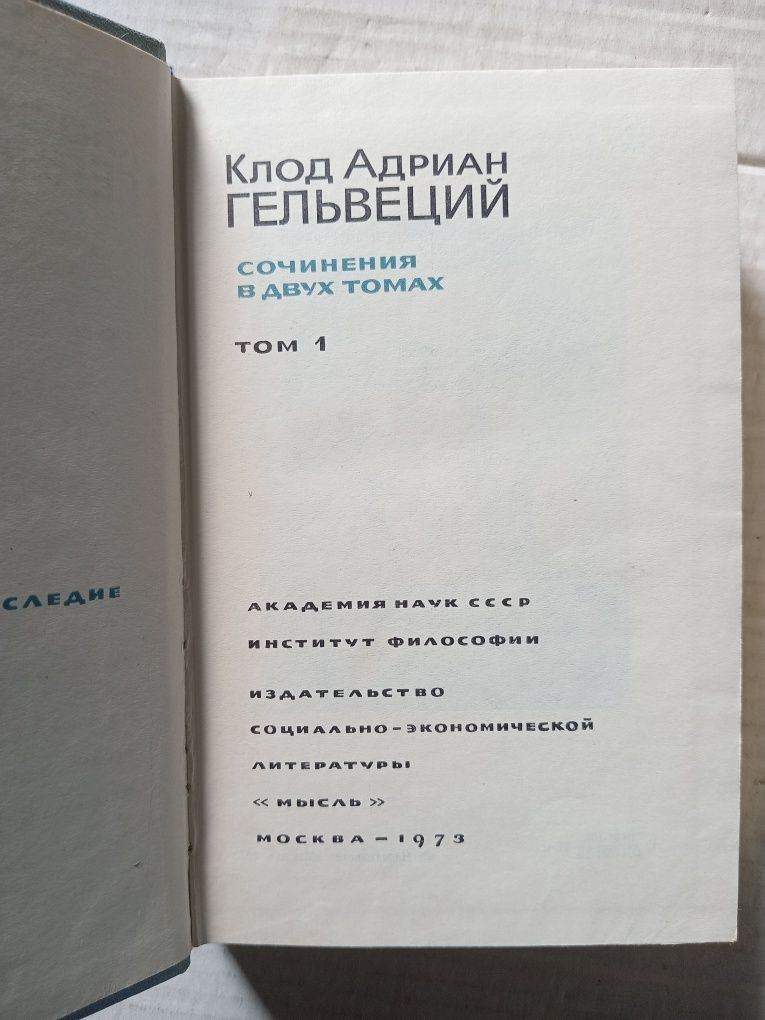 Клод Адриан
ГЕЛЬВЕЦИЙ
СОЧИНЕНИЯ
В ДВУХ ТОМАХ
ТОМ 1
СЛЕДИЕ
АКАДЕМИЯ НАУК СССР
ИНСТИТУТ ФИЛОСОФИИ
ИЗДАТЕЛЬСТВО
СОЦИАЛЬНО-ЭКОНОМИЧЕСКОЙ
ЛИТЕРАТУРЫ
«МЫСЛЬ»
МОСКВА – 1973